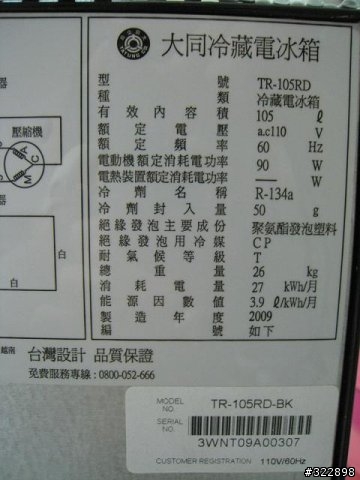 大同冷藏電冰箱
型號 TR-105RD
種類 冷藏電冰箱
有效內容積 105 ℓ
額定電壓 a.c110 V
額定頻率 60 Hz
電動機額定消耗電功率 90 W
電熱裝置額定消耗電功率 — W
冷劑名稱 R-134a
冷劑封入量 50 g
絕緣發泡主要成份 聚氨酯發泡塑料
絕緣發泡用冷媒 CP
耐氣候等級 T
總重量 26 kg
消耗電量 27 kWh/月
能源因數值 3.9 ℓ/kWh/月
製造年度 2009
編號 如下
器
壓縮機
C
M
白
白
越南
台灣設計 品質保證
免費服務專線：0800-052-666
MODEL NO. TR-105RD-BK
SERIAL NO. 3WNT09A00307
CUSTOMER REGISTRATION 110V/60Hz
#322898